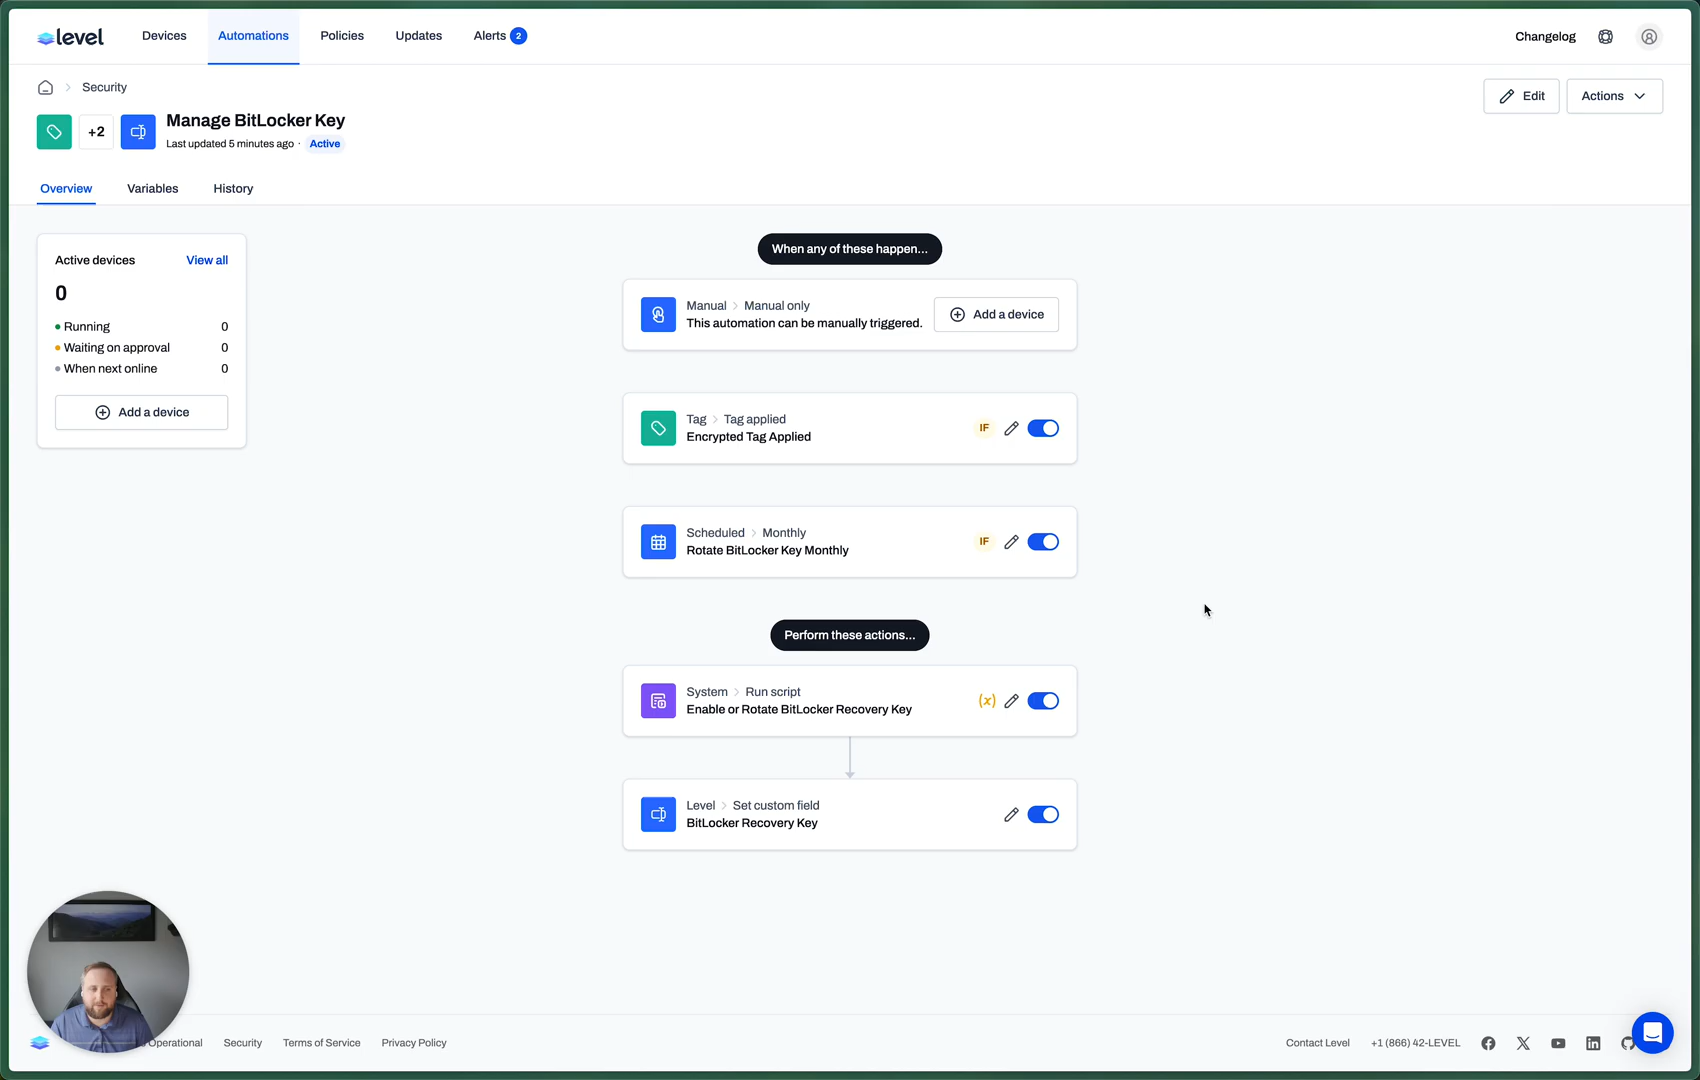 level
Devices
Automations
Policies
Updates
Alerts 2
Changelog
Security
Edit
Actions
+2
Manage BitLocker Key
Last updated 5 minutes ago · Active
Overview
Variables
History
Active devices
View all
0
Running 0
Waiting on approval 0
When next online 0
Add a device
When any of these happen...
Manual > Manual only
This automation can be manually triggered.
Add a device
Tag > Tag applied
Encrypted Tag Applied
IF
Scheduled > Monthly
Rotate BitLocker Key Monthly
IF
Perform these actions...
System > Run script
Enable or Rotate BitLocker Recovery Key
(x)
Level > Set custom field
BitLocker Recovery Key
Operational
Security
Terms of Service
Privacy Policy
Contact Level
+1 (866) 42-LEVEL